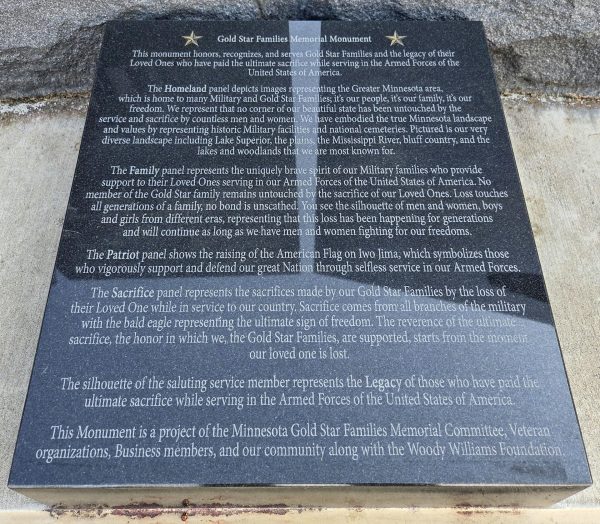 Gold Star Families Memorial Monument
This monument honors, recognizes, and serves Gold Star Families and the legacy of their
Loved Ones who have paid the ultimate sacrifice while serving in the Armed Forces of the
United States of America.
The Homeland panel depicts images representing the Greater Minnesota area,
which is home to many Military and Gold Star Families; it's our people, it's our family, it's our
freedom. We represent that no corner of our beautiful state has been untouched by the
service and sacrifice by countless men and women. We have embodied the true Minnesota landscape
and values by representing historic Military facilities and national cemeteries. Pictured is our very
diverse landscape including Lake Superior, the plains, the Mississippi River, bluff country, and the
lakes and woodlands that we are most known for.
The Family panel represents the uniquely brave spirit of our Military families who provide
support to their Loved Ones serving in our Armed Forces of the United States of America. No
member of the Gold Star family remains untouched by the sacrifice of our Loved Ones. Loss touches
all generations of a family, no bond is unscathed. You see the silhouette of men and women, boys
and girls from different eras, representing that this loss has been happening for generations
and will continue as long as we have men and women fighting for our freedoms.
The Patriot panel shows the raising of the American Flag on Iwo Jima, which symbolizes those
who vigorously support and defend our great Nation through selfless service in our Armed Forces.
The Sacrifice panel represents the sacrifices made by our Gold Star Families by the loss of
their Loved One while in service to our country. Sacrifice comes from all branches of the military
with the bald eagle representing the ultimate sign of freedom. The reverence of the ultimate
sacrifice, the honor in which we, the Gold Star Families, are supported, starts from the moment
our loved one is lost.
The silhouette of the saluting service member represents the Legacy of those who have paid the
ultimate sacrifice while serving in the Armed Forces of the United States of America.
This Monument is a project of the Minnesota Gold Star Families Memorial Committee, Veteran
organizations, Business members, and our community along with the Woody Williams Foundation.